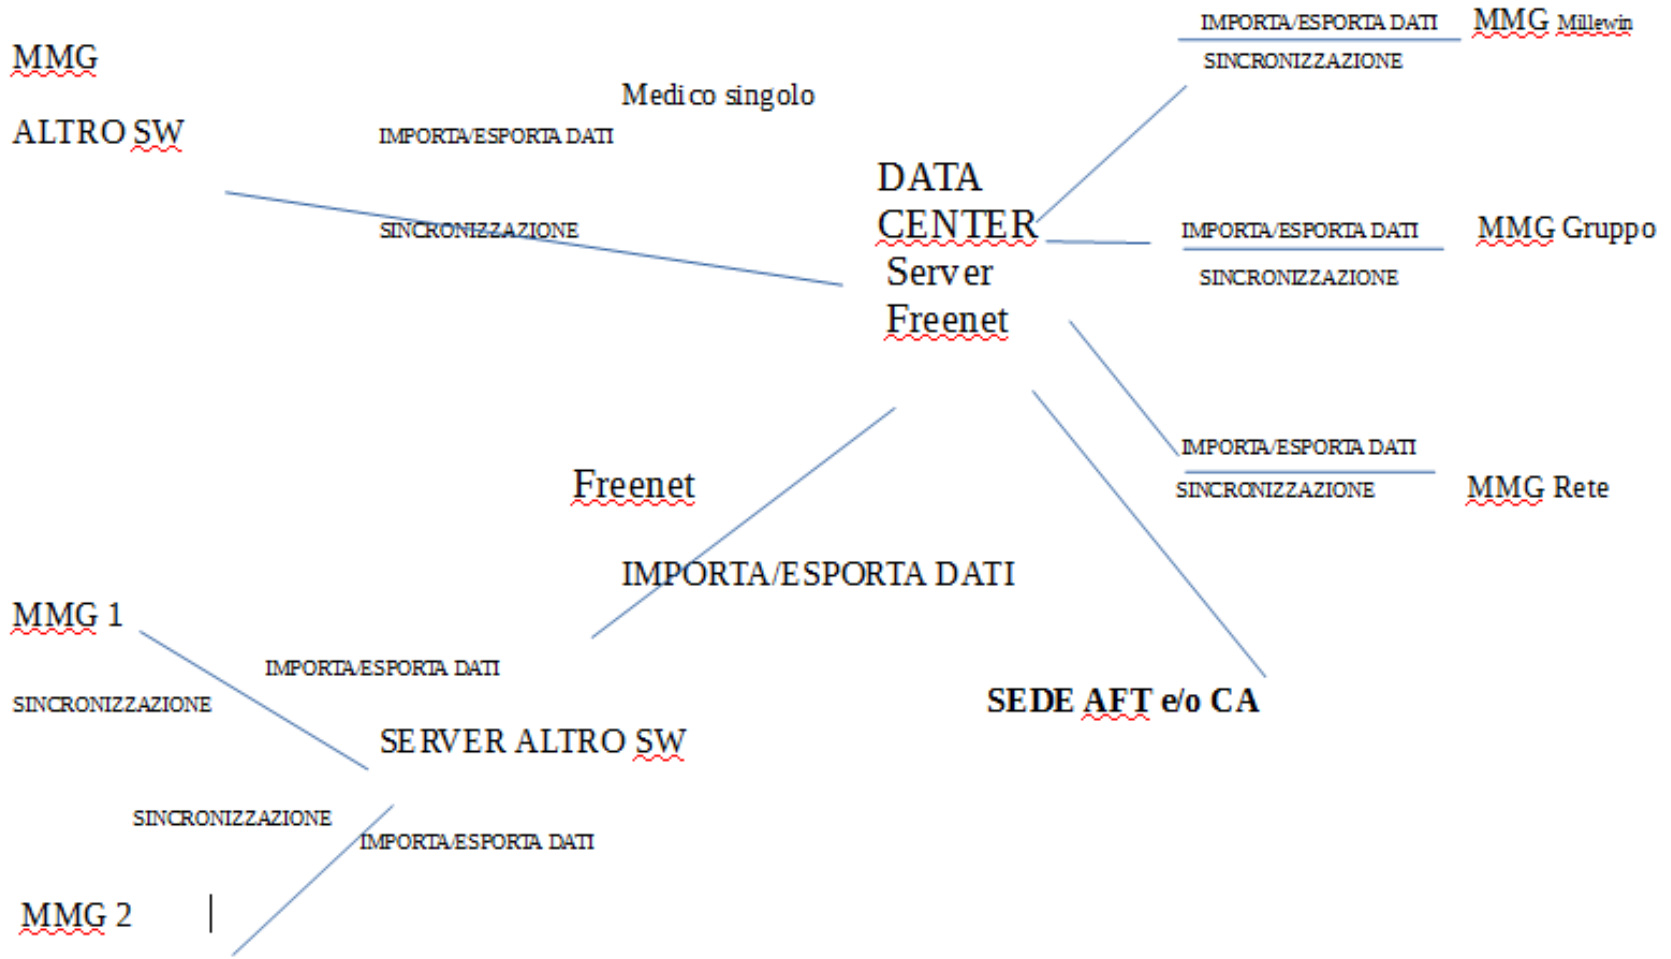 IMPORTA/ESPORTA DATI
MMG Millewin
SINCRONIZZAZIONE
MMG
Medico singolo
ALTRO SW
IMPORTA/ESPORTA DATI
DATA
CENTER
Server
Freenet
SINCRONIZZAZIONE
IMPORTA/ESPORTA DATI
MMG Gruppo
SINCRONIZZAZIONE
IMPORTA/ESPORTA DATI
SINCRONIZZAZIONE
MMG Rete
Freenet
IMPORTA/ESPORTA DATI
MMG 1
IMPORTA/ESPORTA DATI
SINCRONIZZAZIONE
SEDE AFT e/o CA
SERVER ALTRO SW
SINCRONIZZAZIONE
IMPORTA/ESPORTA DATI
MMG 2